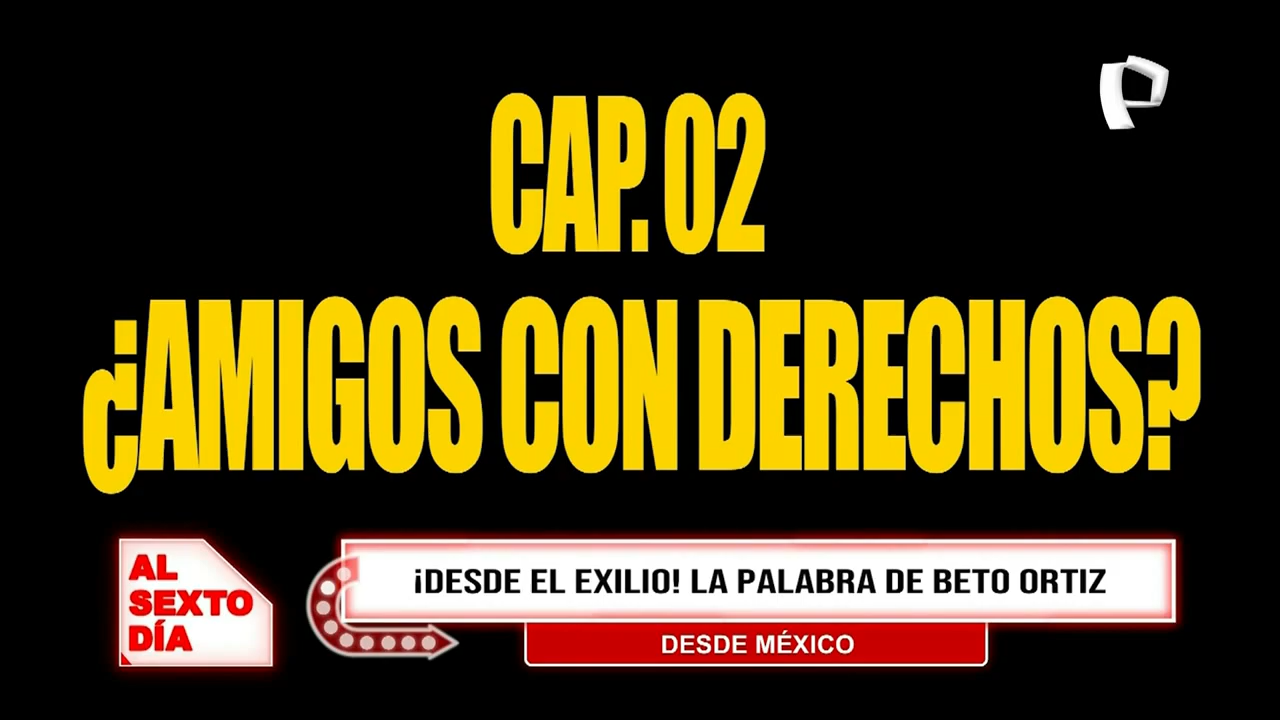 CAP. 02
¿AMIGOS CON DERECHOS?
AL
SEXTO
DÍA
¡DESDE EL EXILIO! LA PALABRA DE BETO ORTIZ
DESDE MÉXICO